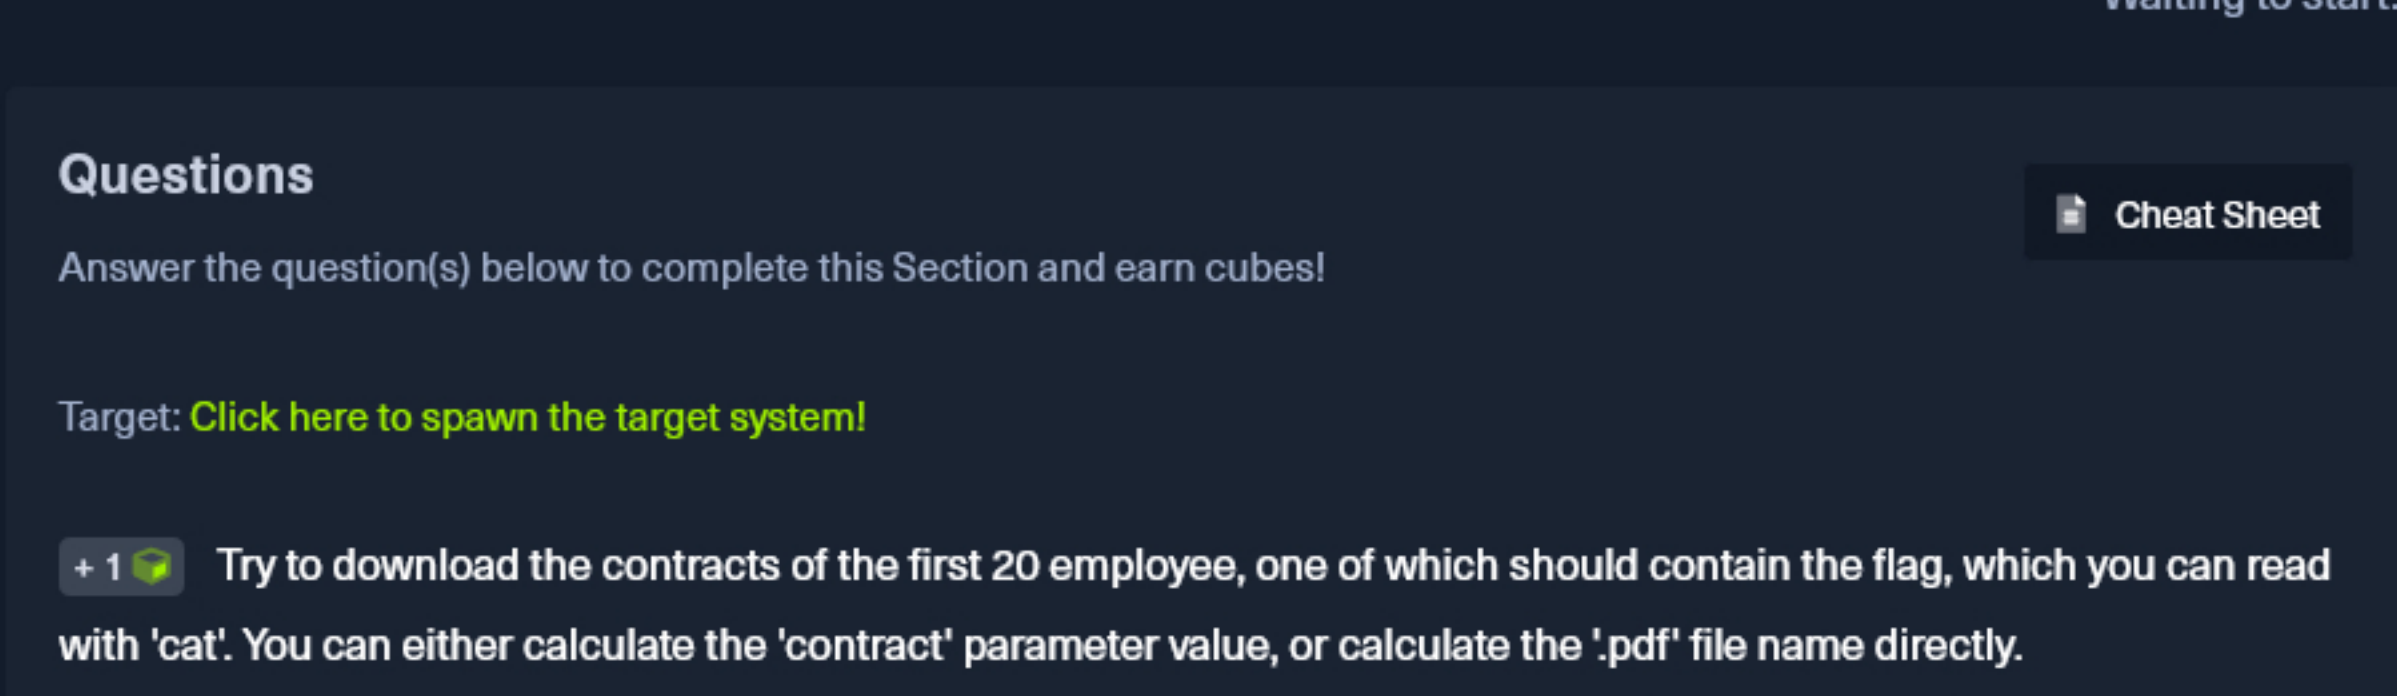 Waiting to start.
Questions
Cheat Sheet
Answer the question(s) below to complete this Section and earn cubes!
Target: Click here to spawn the target system!
+ 1 Try to download the contracts of the first 20 employee, one of which should contain the flag, which you can read
with 'cat'. You can either calculate the 'contract' parameter value, or calculate the '.pdf' file name directly.